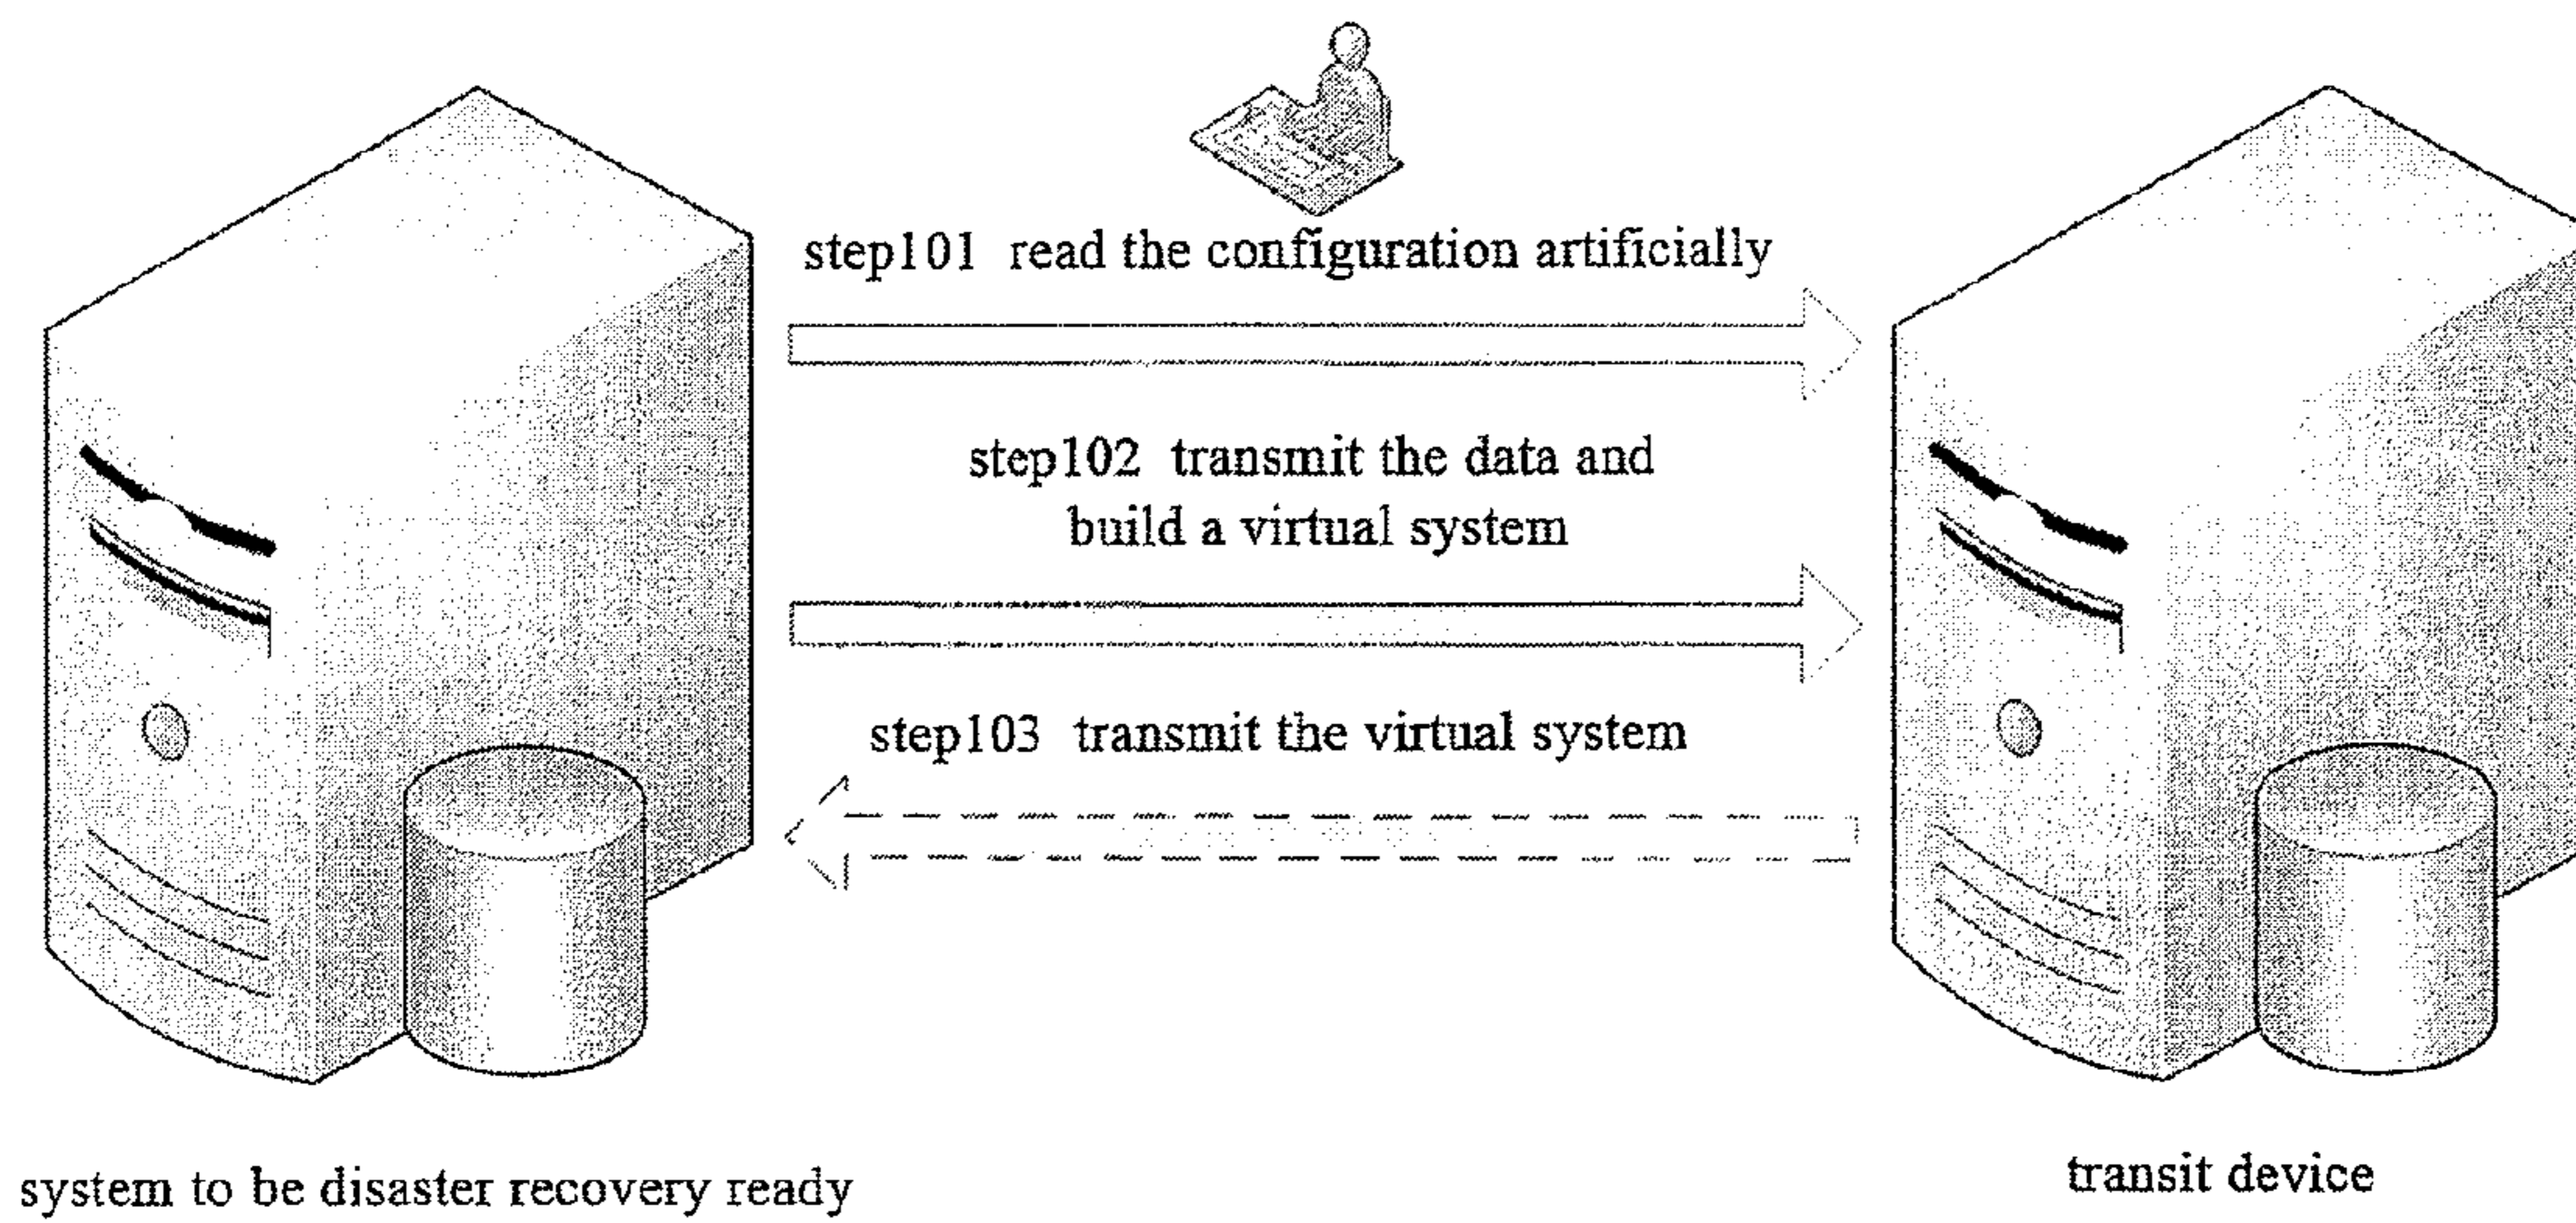 step101 read the configuration artificially
step102 transmit the data and
build a virtual system
step103 transmit the virtual system
system to be disaster recovery ready
transit device